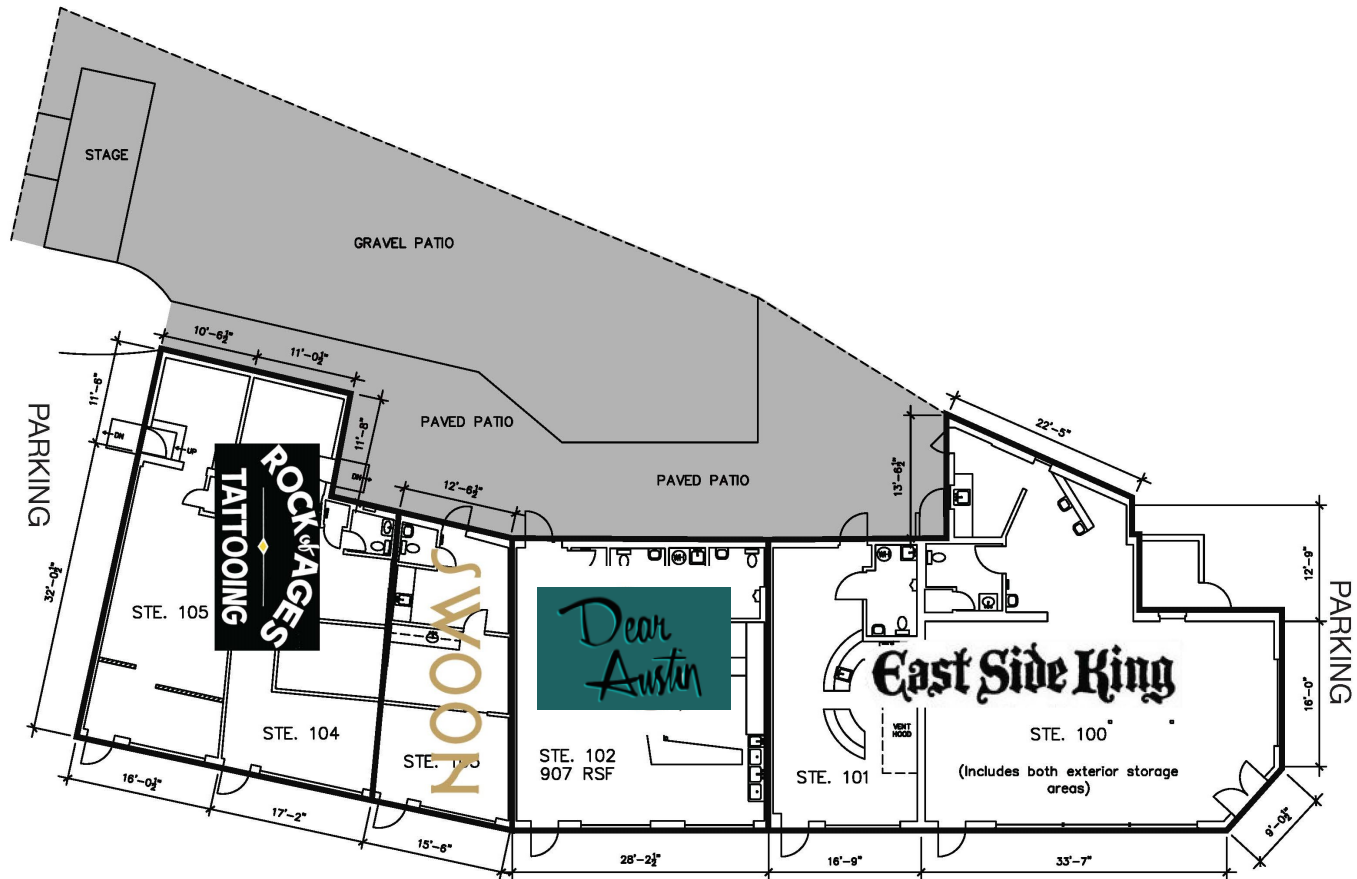 STAGE
GRAVEL PATIO
10'-6½"
11'-0½"
11'-6"
11'-8"
PAVED PATIO
PAVED PATIO
12'-6½"
13'-6½"
22'-5"
PARKING
DN
UP
DN
ROCK of AGES
TATTOOING
SWOON
Dear
Austin
East Side King
WH
12'-9"
PARKING
32'-0½"
STE. 105
STE. 104
STE. 102
907 RSF
STE. 101
VENT
HOOD
STE. 100
(Includes both exterior storage
areas)
16'-0"
9'-0½"
16'-0½"
17'-2"
15'-6"
28'-2½"
16'-9"
33'-7"